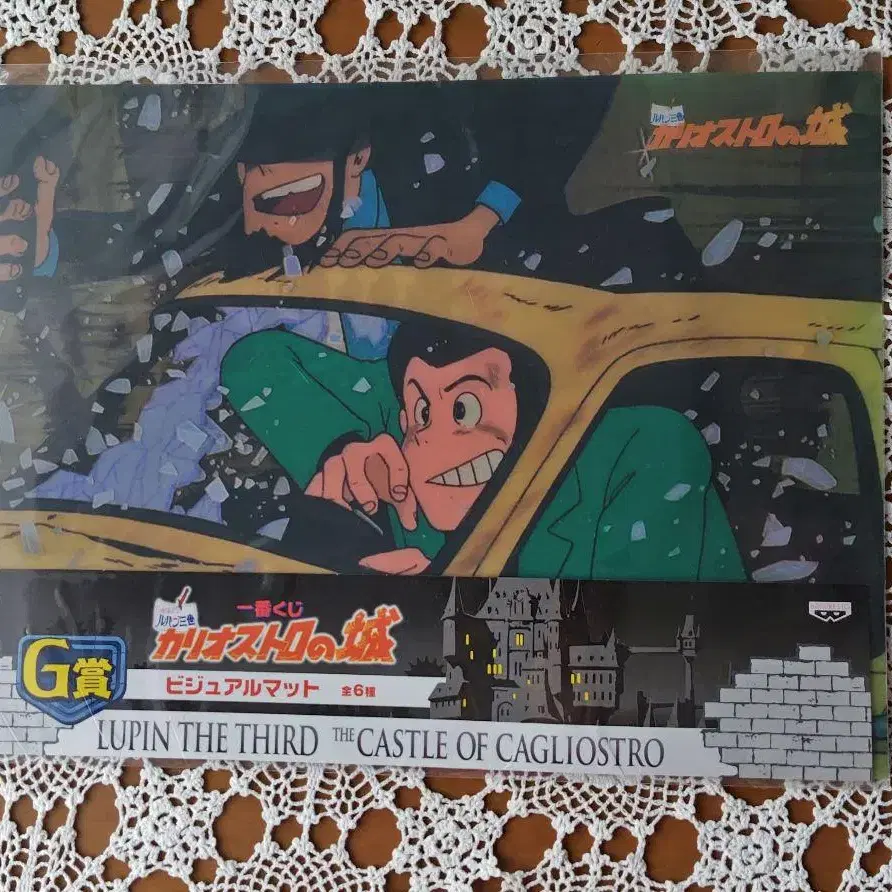 ルパン三世
カリオストロの城
一番くじ
ルパン三世
カリオストロの城
G賞
ビジュアルマット 全6種
LUPIN THE THIRD THE CASTLE OF CAGLIOSTRO